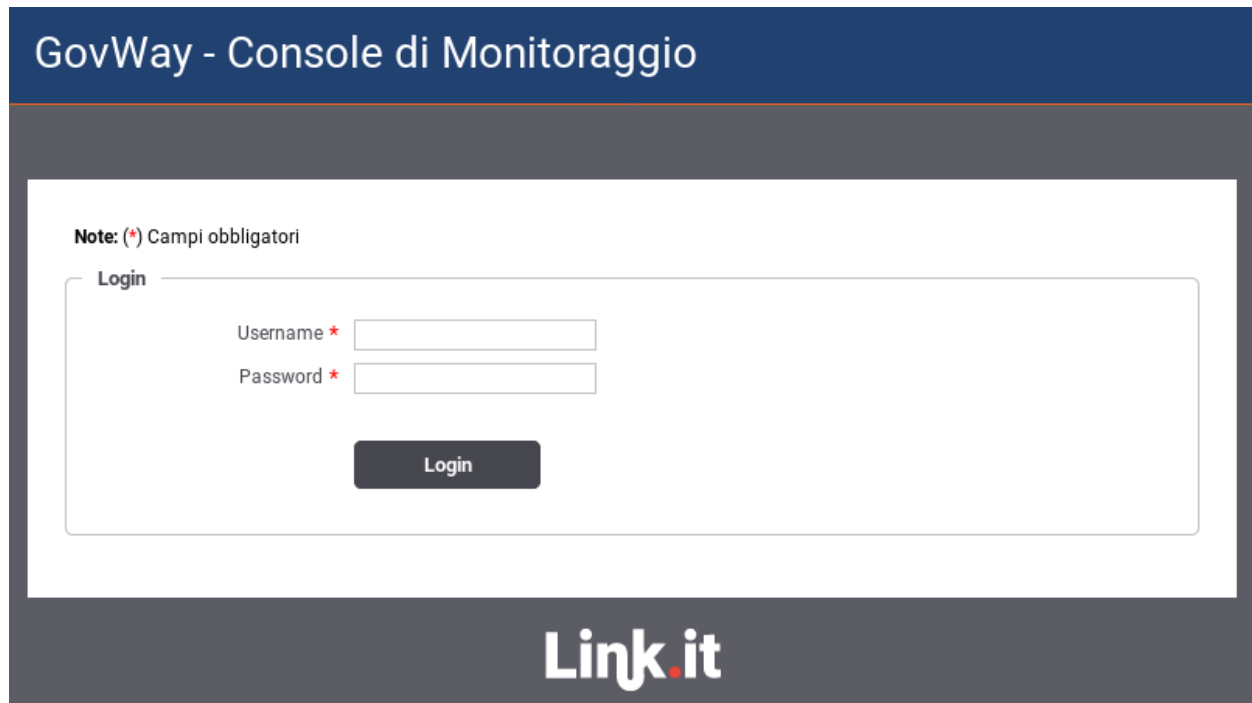 GovWay - Console di Monitoraggio
Note: (*) Campi obbligatori
Login
Username *
Password *
Login
Link.it